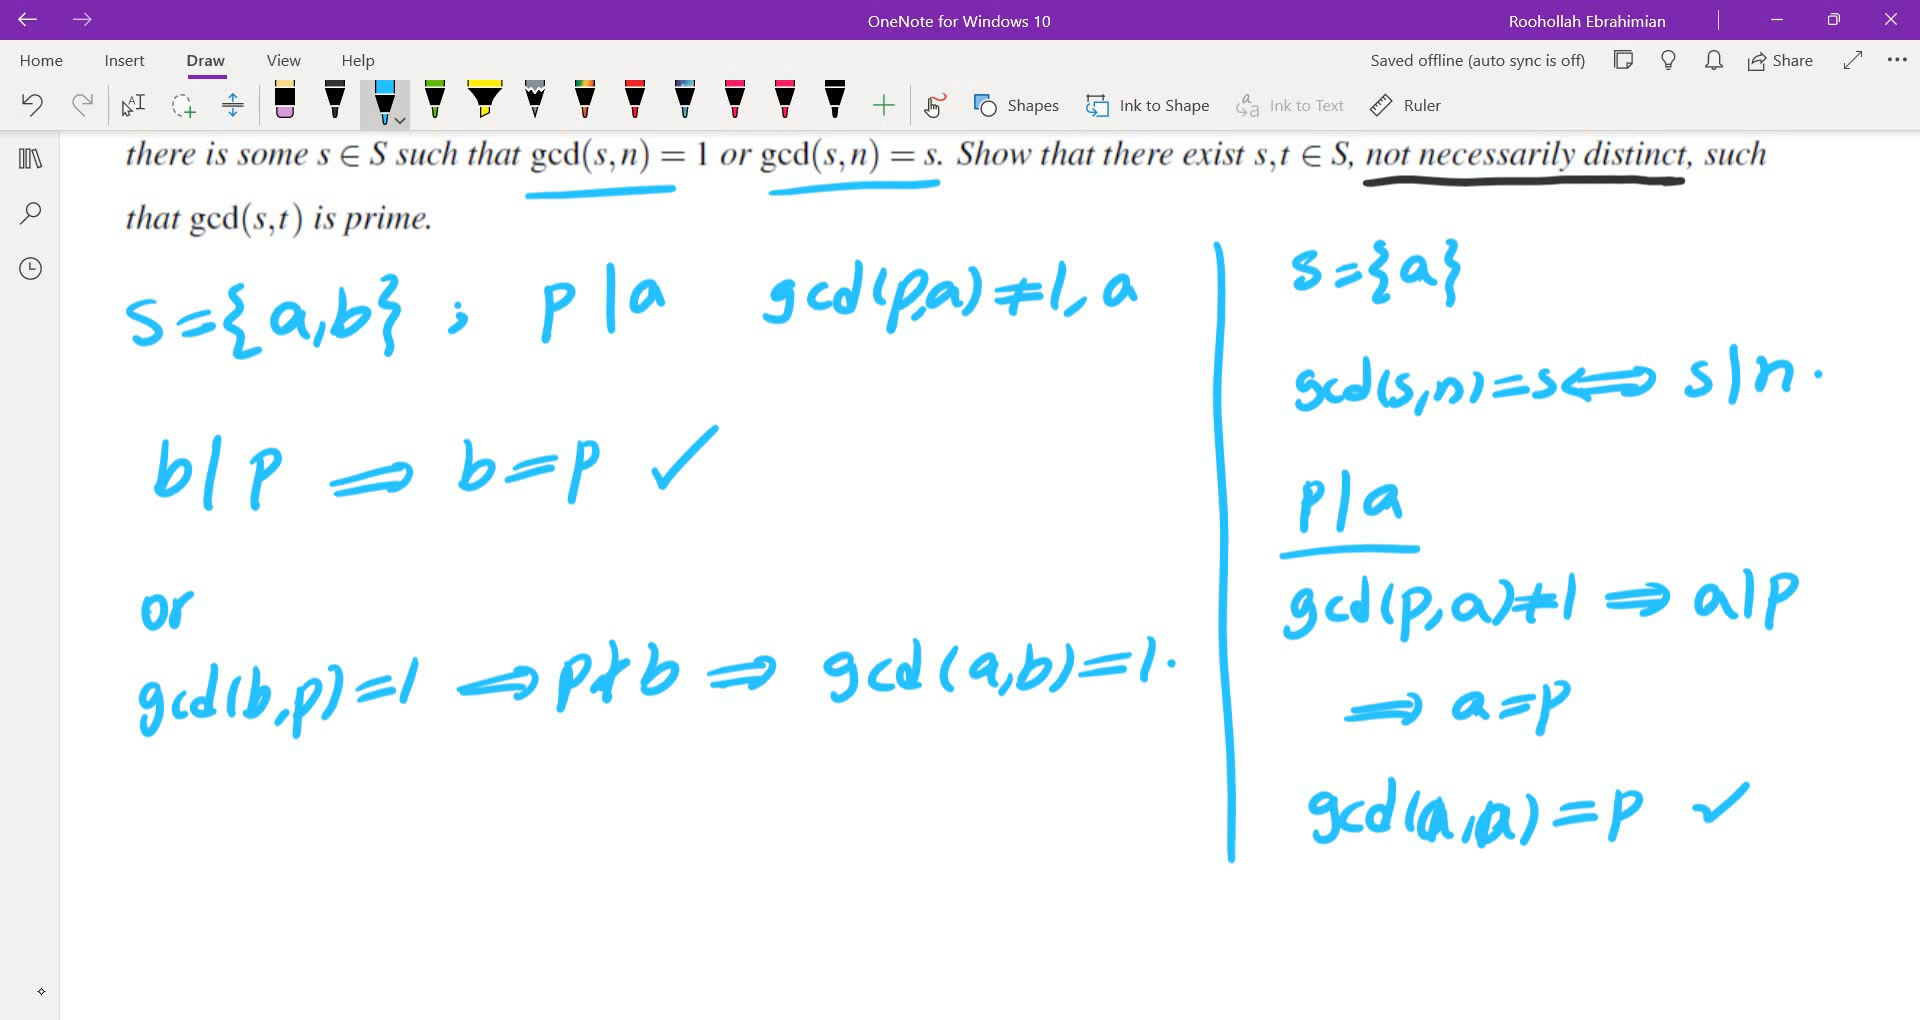 OneNote for Windows 10
Roohollah Ebrahimian
Home Insert Draw View Help
Saved offline (auto sync is off) Share
Shapes Ink to Shape Ink to Text Ruler
there is some s ∈ S such that gcd(s,n) = 1 or gcd(s,n) = s. Show that there exist s,t ∈ S, not necessarily distinct, such
that gcd(s,t) is prime.
S={a,b} ; p|a gcd(p,a)≠1, a
b|p ⟹ b=p ✓
or
gcd(b,p)=1 ⟹ p∤b ⟹ gcd(a,b)=1.
S={a}
gcd(s,n)=s ⟺ s|n.
p|a
gcd(p,a)≠1 ⟹ a|p
⟹ a=p
gcd(a,a)=p ✓